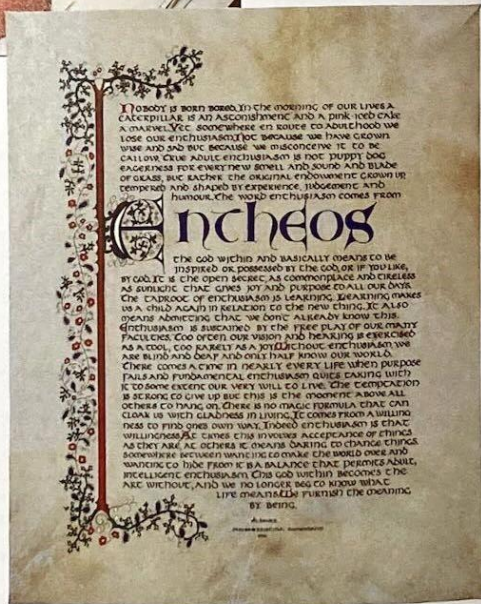 Nobody is born bored. In the morning of our lives a
caterpillar is an astonishment and a pink-iced cake
a marvel. Yet somewhere en route to adulthood we
lose our enthusiasm. Not because we have grown
wise and sad but because we misconceive it to be
callow. True adult enthusiasm is not puppy dog
eagerness for every new smell and sound and blade
of grass, but rather the original endowment grown up
tempered and shaped by experience, judgement and
humour. The word enthusiasm comes from
Entheos
the god within and basically means to be
inspired or possessed by the god, or if you like,
by God. It is the open secret, as commonplace and tireless
as sunlight that gives joy and purpose to all our days.
The taproot of enthusiasm is learning. Learning makes
us a child again in relation to the new thing. It also
means admitting that we don't already know this.
Enthusiasm is sustained by the free play of our many
faculties. Too often our vision and hearing is exercised
as a tool, too rarely as a joy. Without enthusiasm we
are blind and deaf and only half know our world.
There comes a time in nearly every life when purpose
fails and fundamental enthusiasm quits taking with
it to some extent our very will to live. The temptation
is strong to give up but this is the moment above all
others to hang on. There is no magic formula that can
cloak us with gladness in living. It comes from a willing
ness to find ones own way. Indeed enthusiasm is that
willingness. At times this involves acceptance of things
as they are, at others it means daring to change things.
Somewhere between wanting to make the world over and
wanting to hide from it is a balance that permits adult,
intelligent enthusiasm. This god within becomes the
art without, and we no longer beg to know what
life means. We furnish the meaning
by being.